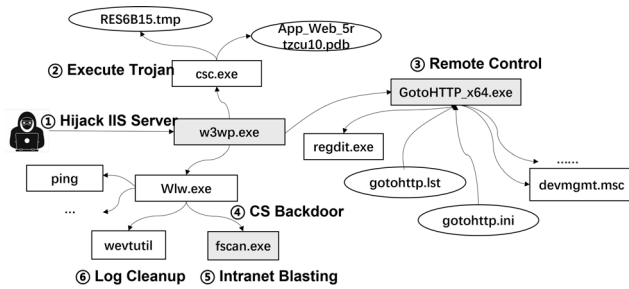 RES6B15.tmp
App_Web_5r
tzcu10.pdb
② Execute Trojan
csc.exe
③ Remote Control
GotoHTTP_x64.exe
① Hijack IIS Server
w3wp.exe
regdit.exe
......
ping
Wlw.exe
gotohttp.lst
devmgmt.msc
...
④ CS Backdoor
gotohttp.ini
wevtutil
fscan.exe
⑥ Log Cleanup
⑤ Intranet Blasting